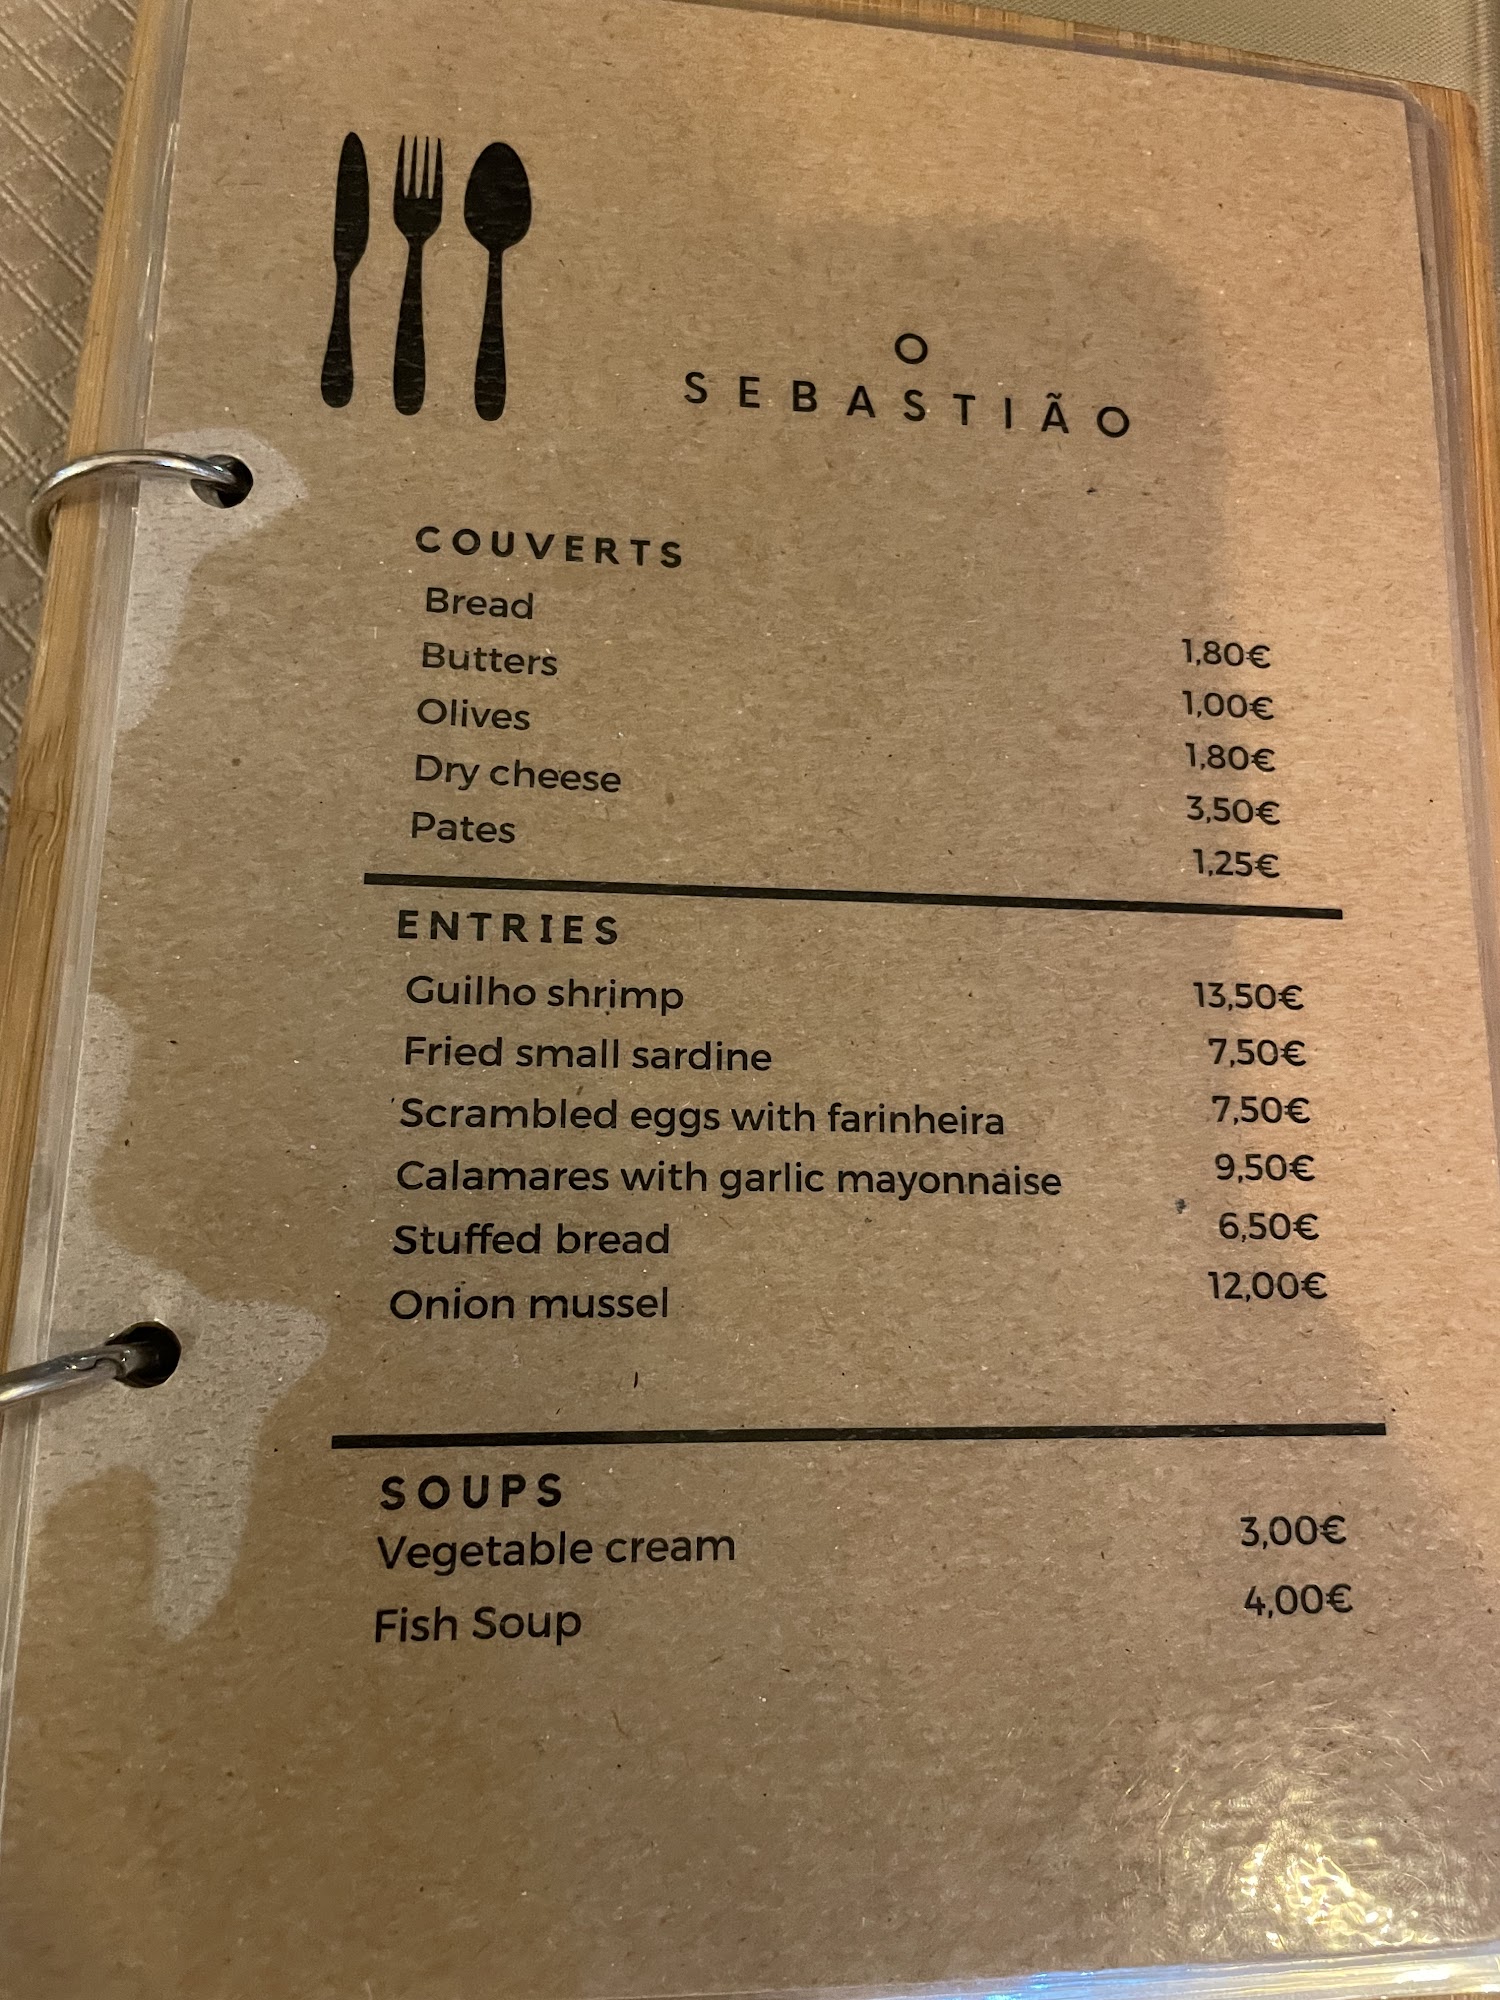 O
SEBASTIÃO
COUVERTS
Bread 1,80€
Butters 1,00€
Olives 1,80€
Dry cheese 3,50€
Pates 1,25€
ENTRIES
Guilho shrimp 13,50€
Fried small sardine 7,50€
Scrambled eggs with farinheira 7,50€
Calamares with garlic mayonnaise 9,50€
Stuffed bread 6,50€
Onion mussel 12,00€
SOUPS
Vegetable cream 3,00€
Fish Soup 4,00€